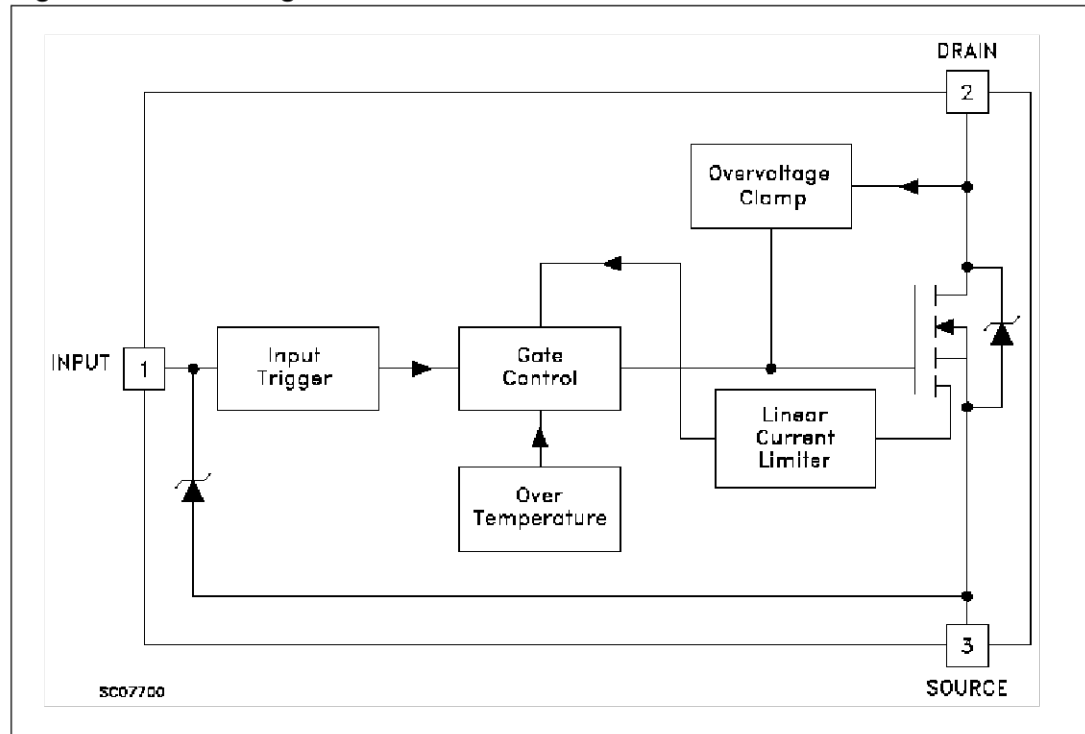 DRAIN
2
Overvoltage
Clamp
INPUT
1
Input
Trigger
Gate
Control
Linear
Current
Limiter
Over
Temperature
3
SOURCE
SC07700